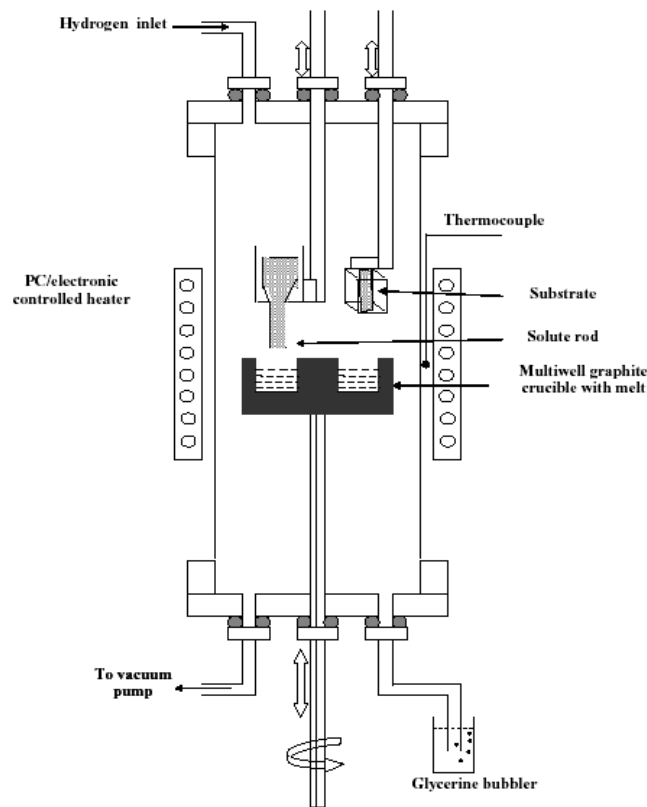 Hydrogen inlet
Thermocouple
PC/electronic
controlled heater
Substrate
Solute rod
Multiwell graphite
crucible with melt
To vacuum
pump
Glycerine bubbler